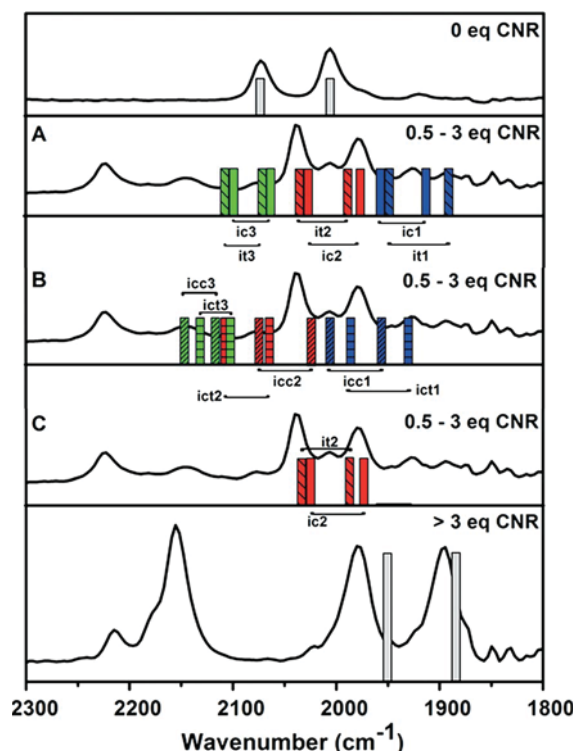 0 eq CNR
A 0.5 - 3 eq CNR
ic3 it2 ic1
it3 ic2 it1
B 0.5 - 3 eq CNR
icc3
ict3
icc2 icc1
ict2 ict1
C 0.5 - 3 eq CNR
it2
ic2
> 3 eq CNR
2300 2200 2100 2000 1900 1800
Wavenumber (cm⁻¹)